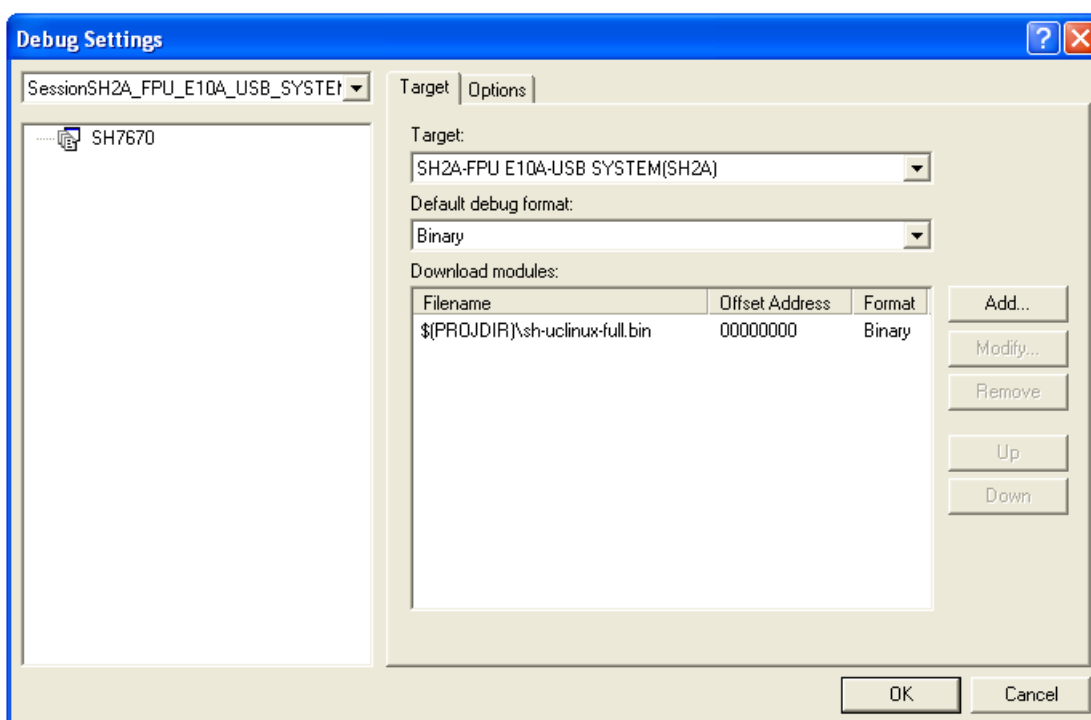 Debug Settings
SessionSH2A_FPU_E10A_USB_SYSTEM
SH7670
Target
Options
Target:
SH2A-FPU E10A-USB SYSTEM(SH2A)
Default debug format:
Binary
Download modules:
Filename Offset Address Format
$(PROJDIR)\sh-uclinux-full.bin 00000000 Binary
Add...
Modify...
Remove
Up
Down
OK
Cancel